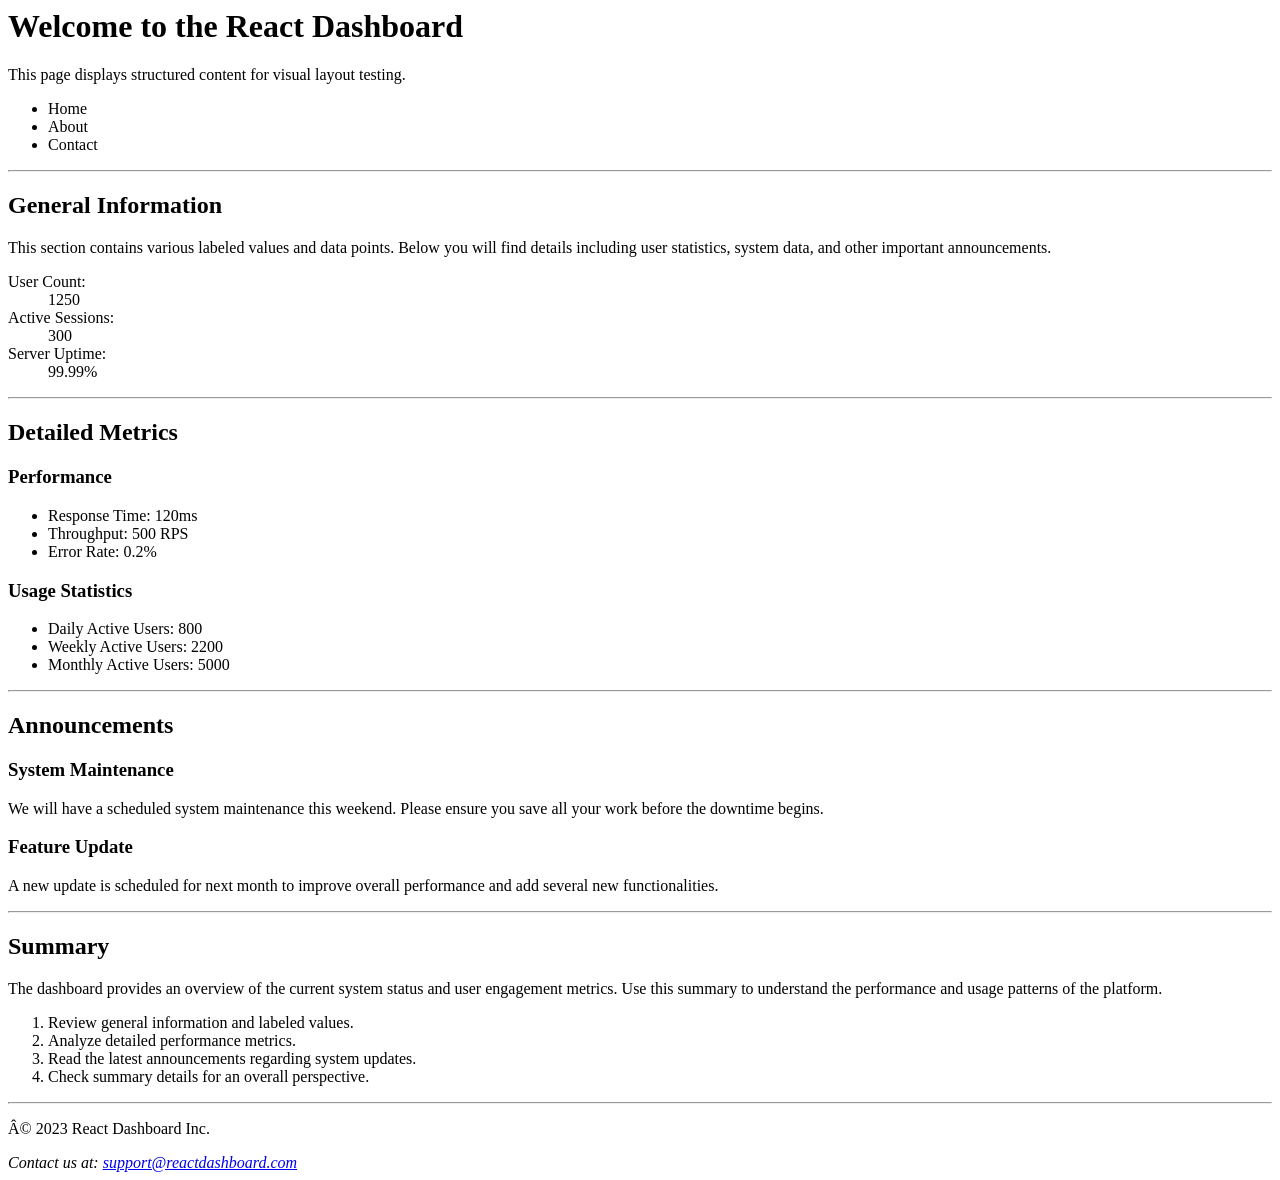 Welcome to the React Dashboard
This page displays structured content for visual layout testing.
Home
About
Contact
General Information
This section contains various labeled values and data points. Below you will find details including user statistics, system data, and other important announcements.
User Count:
1250
Active Sessions:
300
Server Uptime:
99.99%
Detailed Metrics
Performance
Response Time: 120ms
Throughput: 500 RPS
Error Rate: 0.2%
Usage Statistics
Daily Active Users: 800
Weekly Active Users: 2200
Monthly Active Users: 5000
Announcements
System Maintenance
We will have a scheduled system maintenance this weekend. Please ensure you save all your work before the downtime begins.
Feature Update
A new update is scheduled for next month to improve overall performance and add several new functionalities.
Summary
The dashboard provides an overview of the current system status and user engagement metrics. Use this summary to understand the performance and usage patterns of the platform.
1. Review general information and labeled values.
2. Analyze detailed performance metrics.
3. Read the latest announcements regarding system updates.
4. Check summary details for an overall perspective.
Â© 2023 React Dashboard Inc.
Contact us at: support@reactdashboard.com